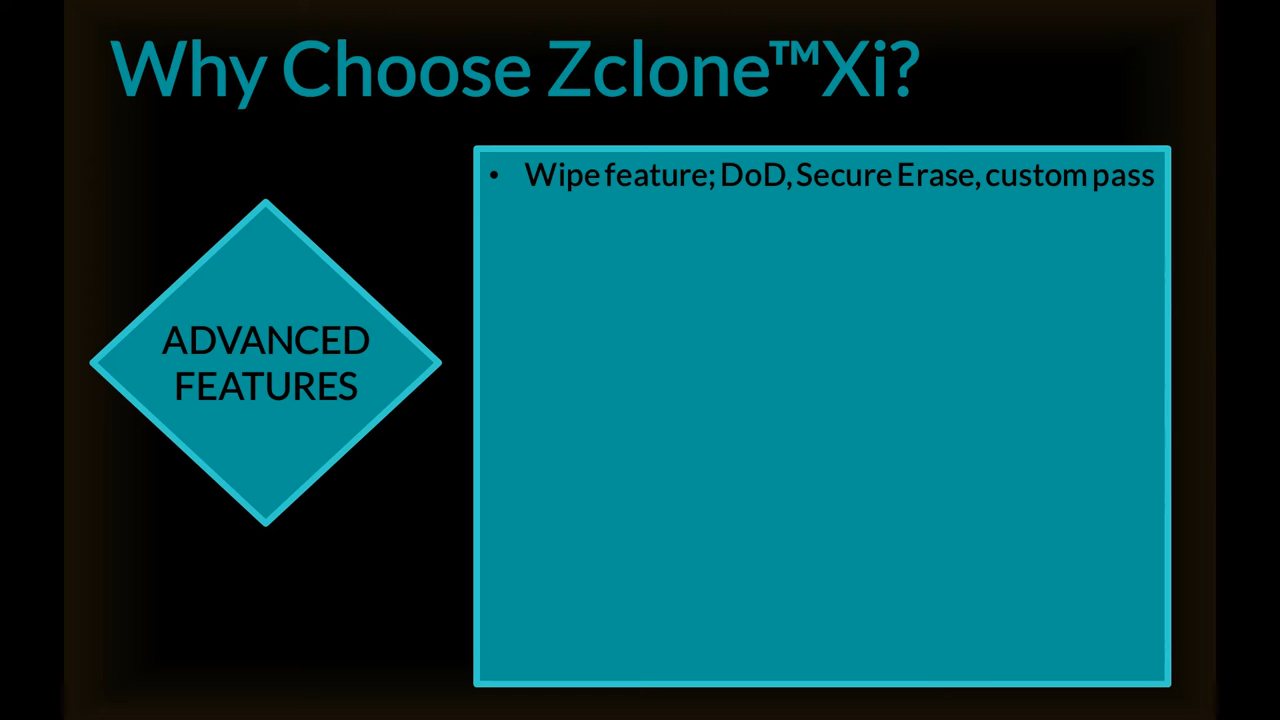 Why Choose Zclone™Xi?
• Wipe feature; DoD, Secure Erase, custom pass
ADVANCED
FEATURES